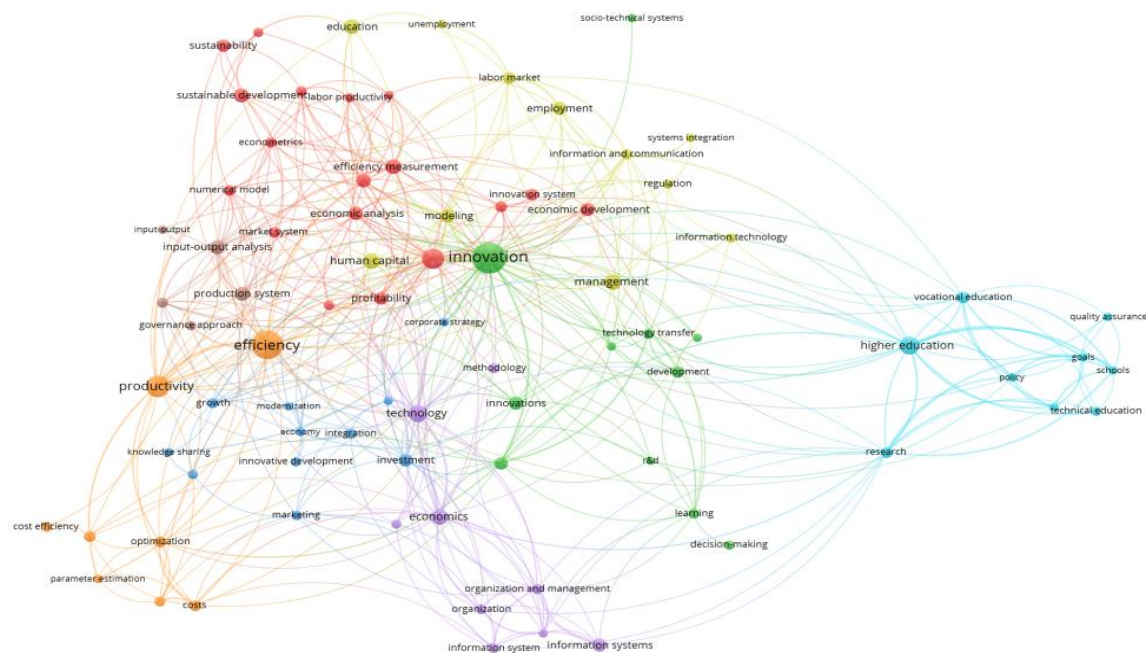 socio-technical systems
education
unemployment
sustainability
labor market
sustainable development
labor productivity
employment
econometrics
systems integration
information and communication
efficiency measurement
regulation
numerical model
innovation system
economic analysis
modeling
economic development
input-output
market system
information technology
input-output analysis
human capital
innovation
management
production system
profitability
vocational education
governance approach
corporate strategy
technology transfer
quality assurance
efficiency
higher education
goals
methodology
development
schools
policy
productivity
growth
modernization
technology
innovations
technical education
economy
integration
knowledge sharing
innovative development
investment
r&d
research
marketing
economics
learning
cost efficiency
optimization
decision-making
parameter estimation
organization and management
costs
organization
information system
information systems